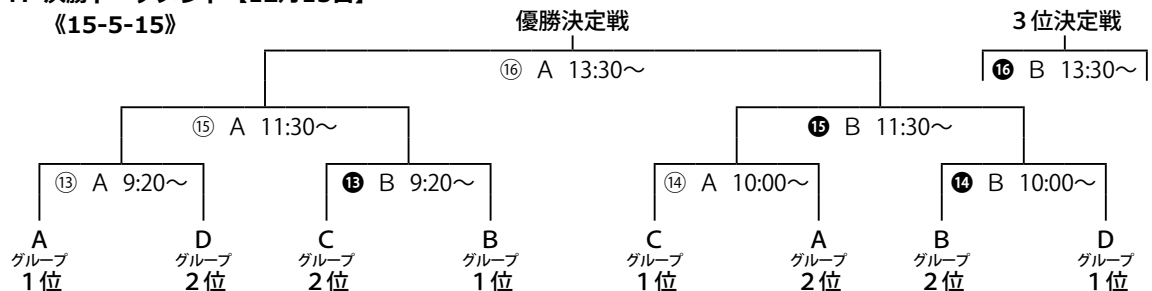 《15-5-15》
優勝決定戦
3位決定戦
⑯ A 13:30～
⓰ B 13:30～
⑮ A 11:30～
⓯ B 11:30～
⑬ A 9:20～
⓭ B 9:20～
⑭ A 10:00～
⓮ B 10:00～
A D C B C A B D
グループ グループ グループ グループ グループ グループ グループ グループ
1位 2位 2位 1位 1位 2位 2位 1位